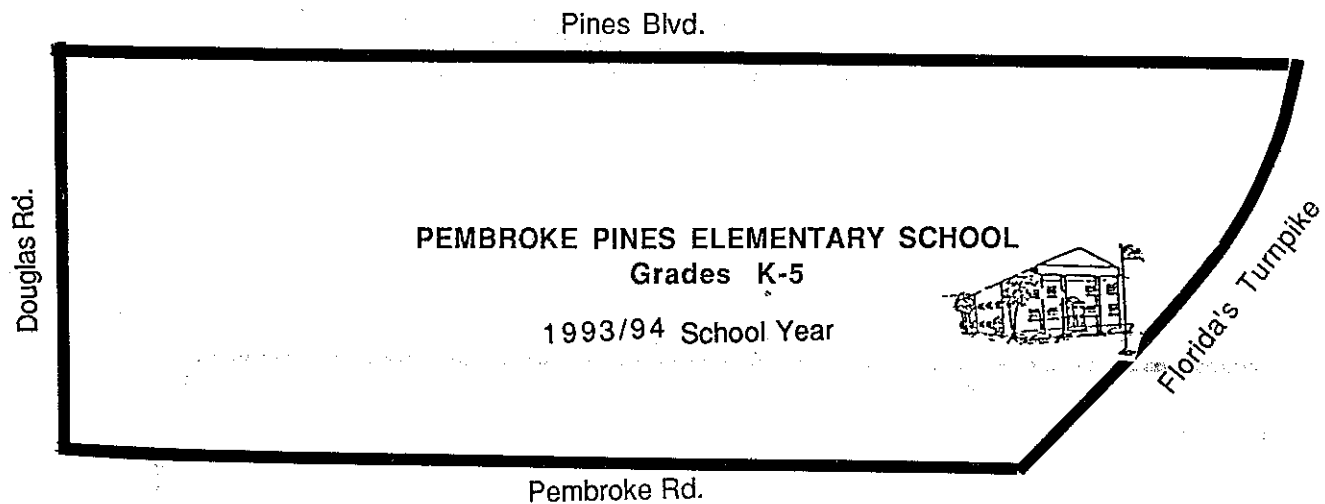 Pines Blvd.
Douglas Rd.
PEMBROKE PINES ELEMENTARY SCHOOL
Grades K-5
1993/94 School Year
Florida's Turnpike
Pembroke Rd.